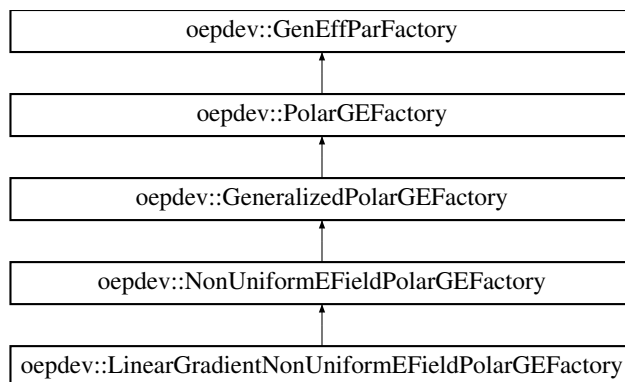 oepdev::GenEffParFactory
oepdev::PolarGEFactory
oepdev::GeneralizedPolarGEFactory
oepdev::NonUniformEFieldPolarGEFactory
oepdev::LinearGradientNonUniformEFieldPolarGEFactory